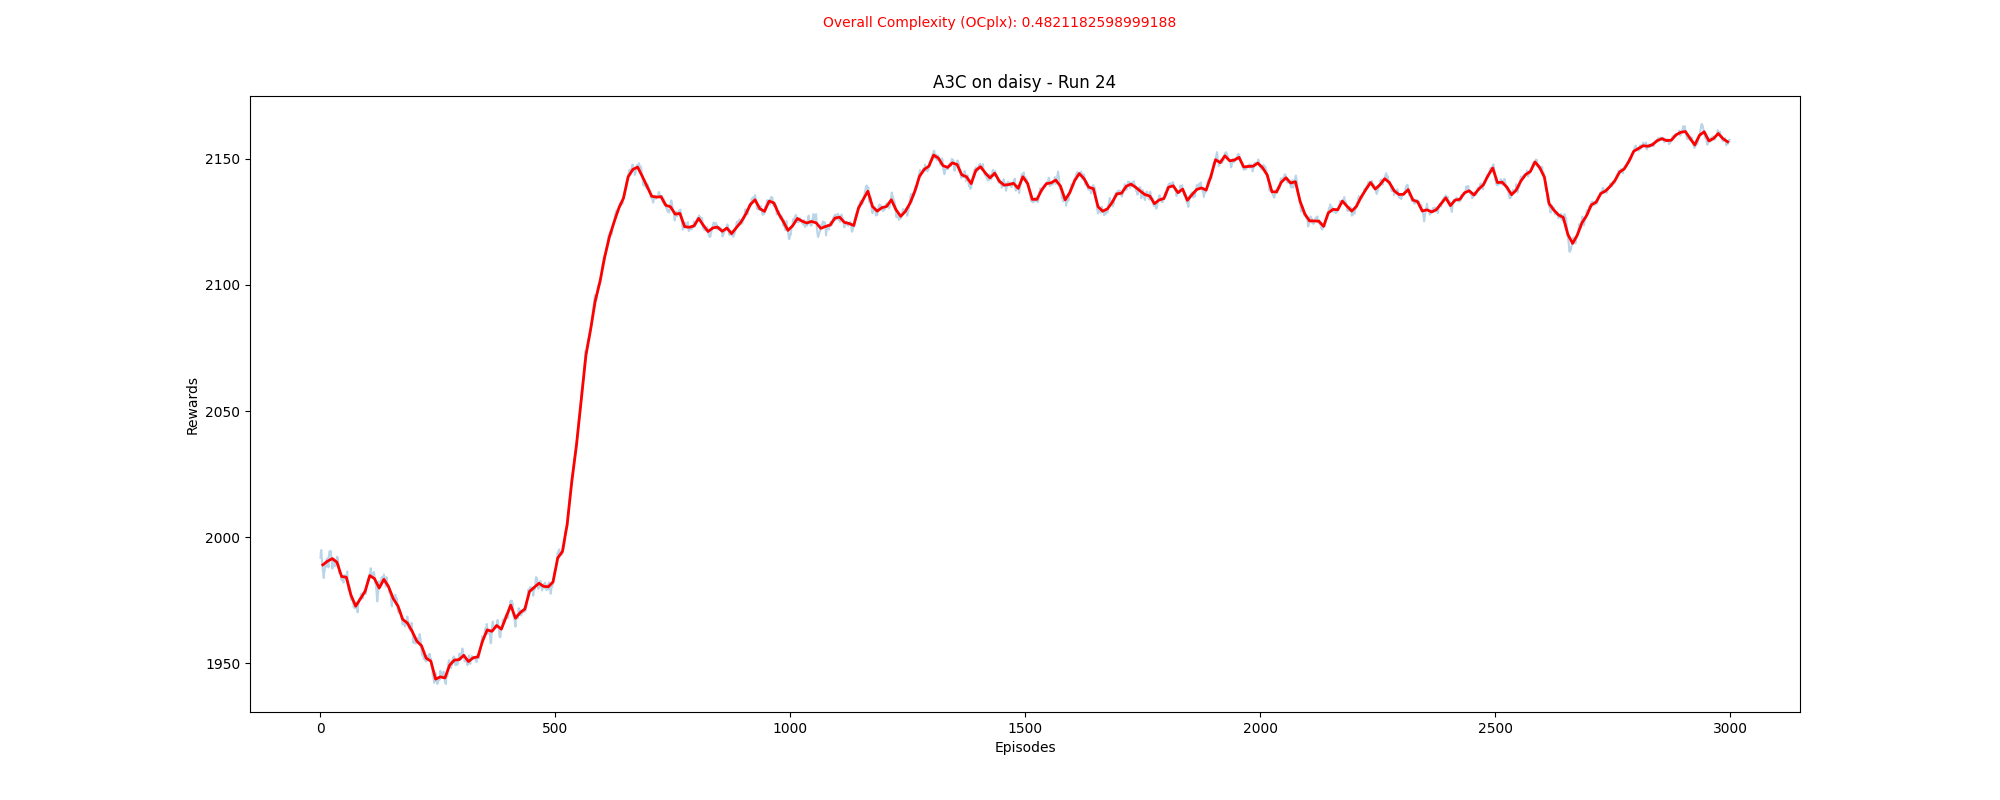 Overall Complexity (OCplx): 0.4821182598999188
A3C on daisy - Run 24
Rewards
2150
2100
2050
2000
1950
0 500 1000 1500 2000 2500 3000
Episodes